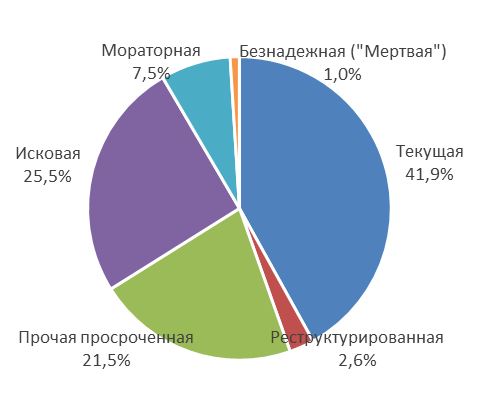 Мораторная
7,5%
Безнадежная ("Мертвая")
1,0%
Текущая
41,9%
Исковая
25,5%
Прочая просроченная
21,5%
Реструктурированная
2,6%